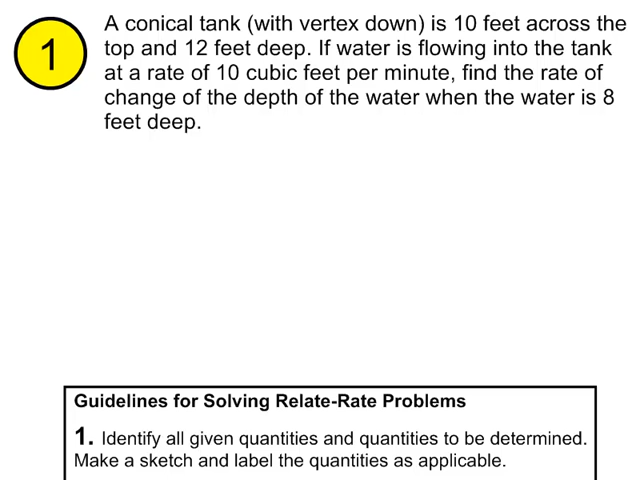 1
A conical tank (with vertex down) is 10 feet across the
top and 12 feet deep. If water is flowing into the tank
at a rate of 10 cubic feet per minute, find the rate of
change of the depth of the water when the water is 8
feet deep.
Guidelines for Solving Relate-Rate Problems
1. Identify all given quantities and quantities to be determined.
Make a sketch and label the quantities as applicable.